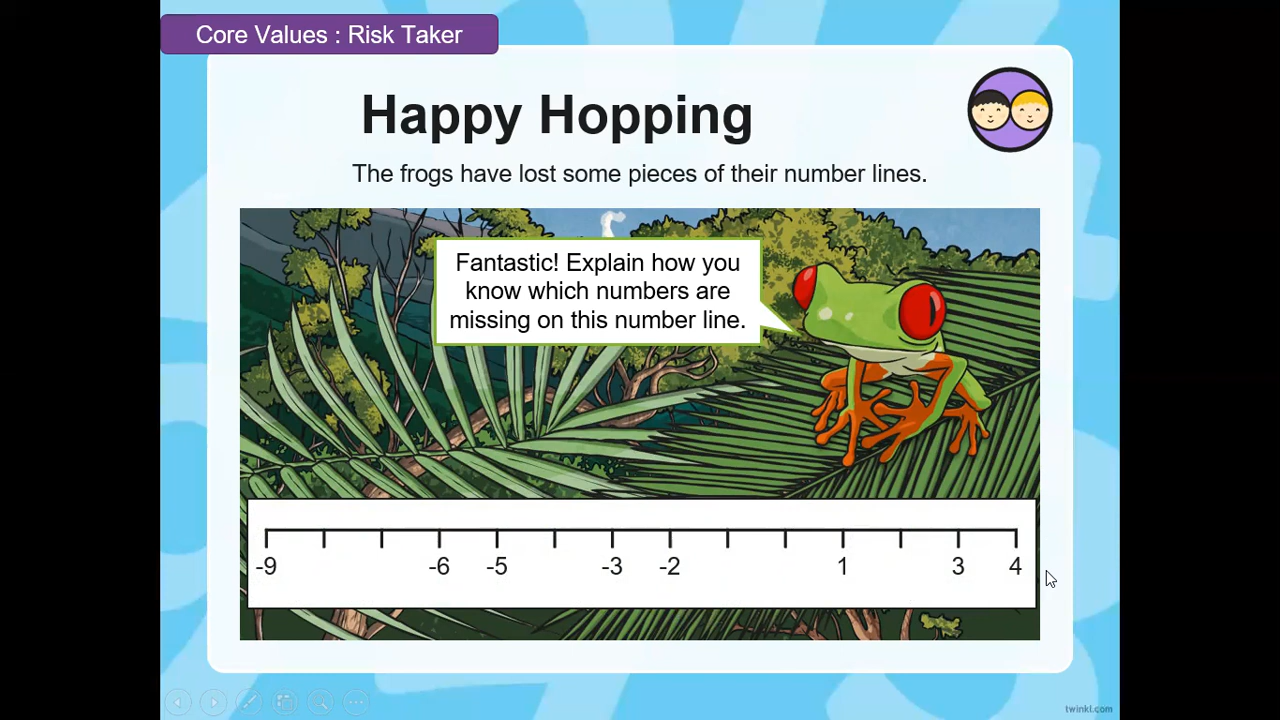 Core Values : Risk Taker
Happy Hopping
The frogs have lost some pieces of their number lines.
Fantastic! Explain how you
know which numbers are
missing on this number line.
-9 -6 -5 -3 -2 1 3 4
twinkl.com